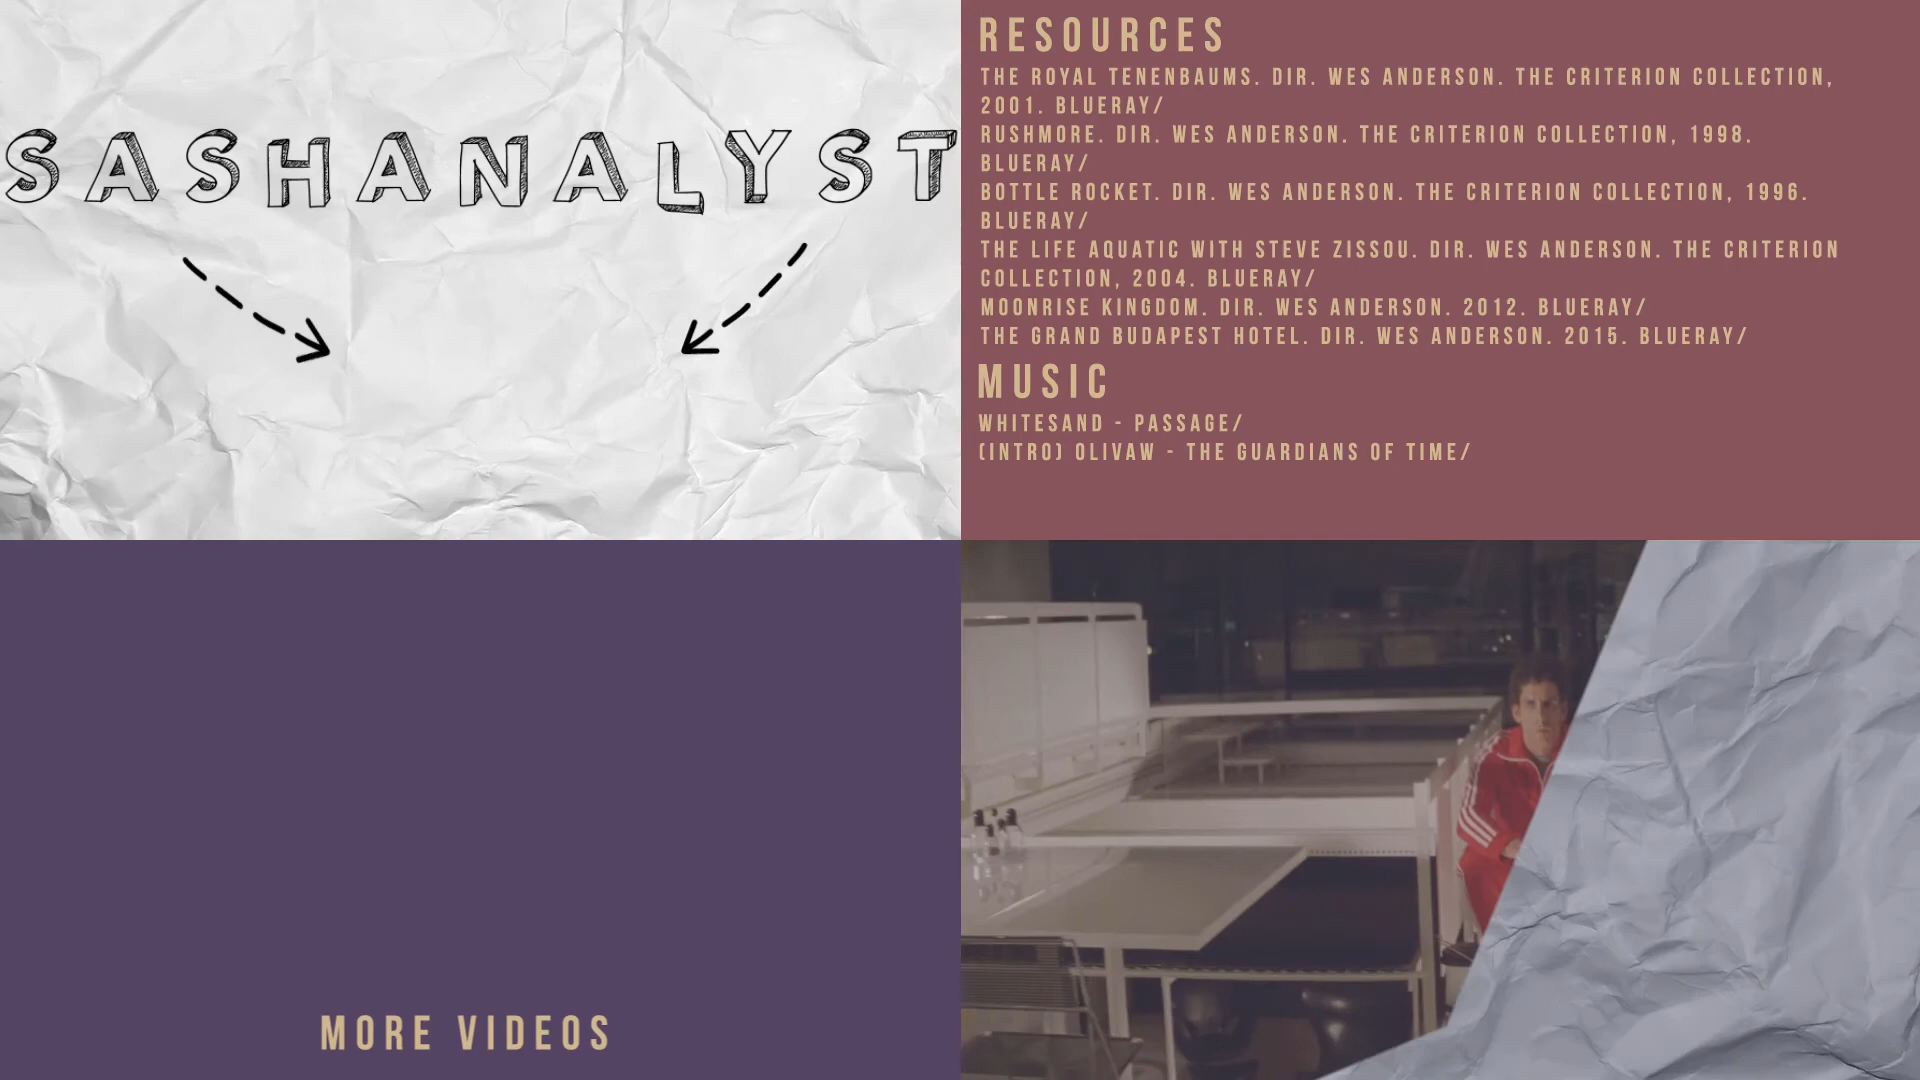 SASHANALYST
RESOURCES
THE ROYAL TENENBAUMS. DIR. WES ANDERSON. THE CRITERION COLLECTION,
2001. BLUERAY/
RUSHMORE. DIR. WES ANDERSON. THE CRITERION COLLECTION, 1998.
BLUERAY/
BOTTLE ROCKET. DIR. WES ANDERSON. THE CRITERION COLLECTION, 1996.
BLUERAY/
THE LIFE AQUATIC WITH STEVE ZISSOU. DIR. WES ANDERSON. THE CRITERION
COLLECTION, 2004. BLUERAY/
MOONRISE KINGDOM. DIR. WES ANDERSON. 2012. BLUERAY/
THE GRAND BUDAPEST HOTEL. DIR. WES ANDERSON. 2015. BLUERAY/
MUSIC
WHITESAND - PASSAGE/
(INTRO) OLIVAW - THE GUARDIANS OF TIME/
MORE VIDEOS